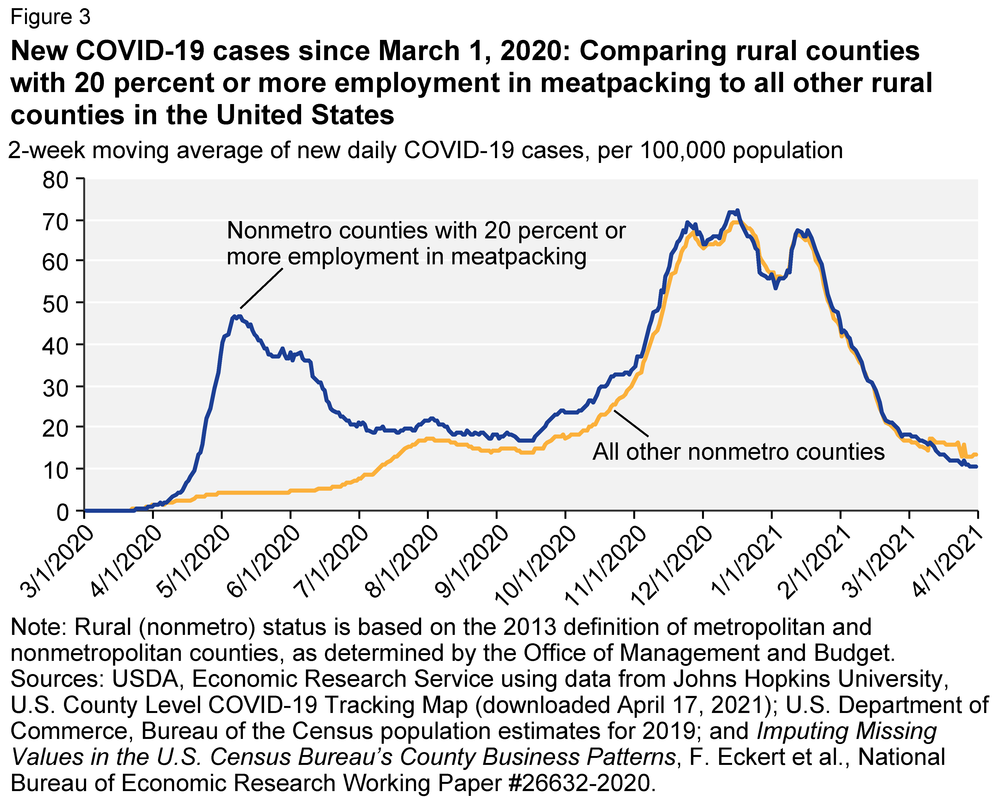 Figure 3
New COVID-19 cases since March 1, 2020: Comparing rural counties
with 20 percent or more employment in meatpacking to all other rural
counties in the United States
2-week moving average of new daily COVID-19 cases, per 100,000 population
80
70
60
50
40
30
20
10
0
Nonmetro counties with 20 percent or
more employment in meatpacking
All other nonmetro counties
3/1/2020
4/1/2020
5/1/2020
6/1/2020
7/1/2020
8/1/2020
9/1/2020
10/1/2020
11/1/2020
12/1/2020
1/1/2021
2/1/2021
3/1/2021
4/1/2021
Note: Rural (nonmetro) status is based on the 2013 definition of metropolitan and
nonmetropolitan counties, as determined by the Office of Management and Budget.
Sources: USDA, Economic Research Service using data from Johns Hopkins University,
U.S. County Level COVID-19 Tracking Map (downloaded April 17, 2021); U.S. Department of
Commerce, Bureau of the Census population estimates for 2019; and Imputing Missing
Values in the U.S. Census Bureau's County Business Patterns, F. Eckert et al., National
Bureau of Economic Research Working Paper #26632-2020.